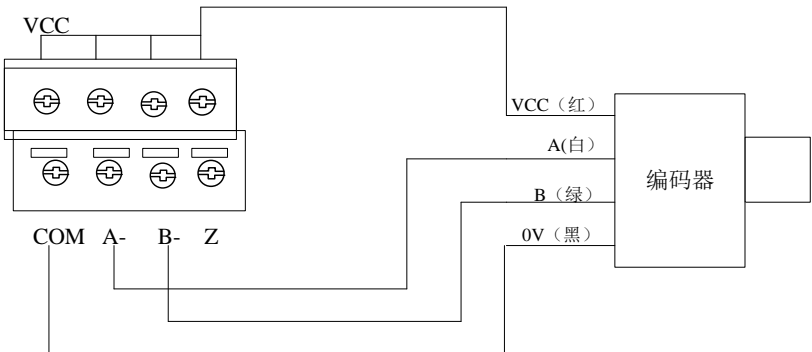 VCC
VCC（红）
A(白）
B（绿）
0V（黑）
编码器
COM A- B- Z